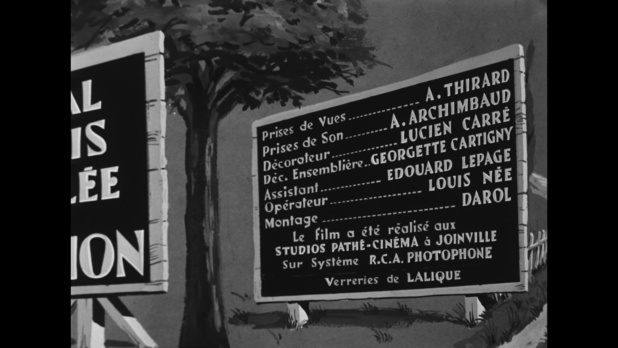 AL
IS
LÉE
ION
Prises de Vues.............. A. THIRARD
Prises de Son......... A. ARCHIMBAUD
Décorateur............ LUCIEN CARRÉ
Déc. Ensemblière..GEORGETTE CARTIGNY
Assistant............ EDOUARD LEPAGE
Opérateur.............. LOUIS NÉE
Montage.......................... DAROL
Le film a été réalisé aux
STUDIOS PATHÉ-CINÉMA à JOINVILLE
Sur Système R.C.A. PHOTOPHONE
Verreries de LALIQUE